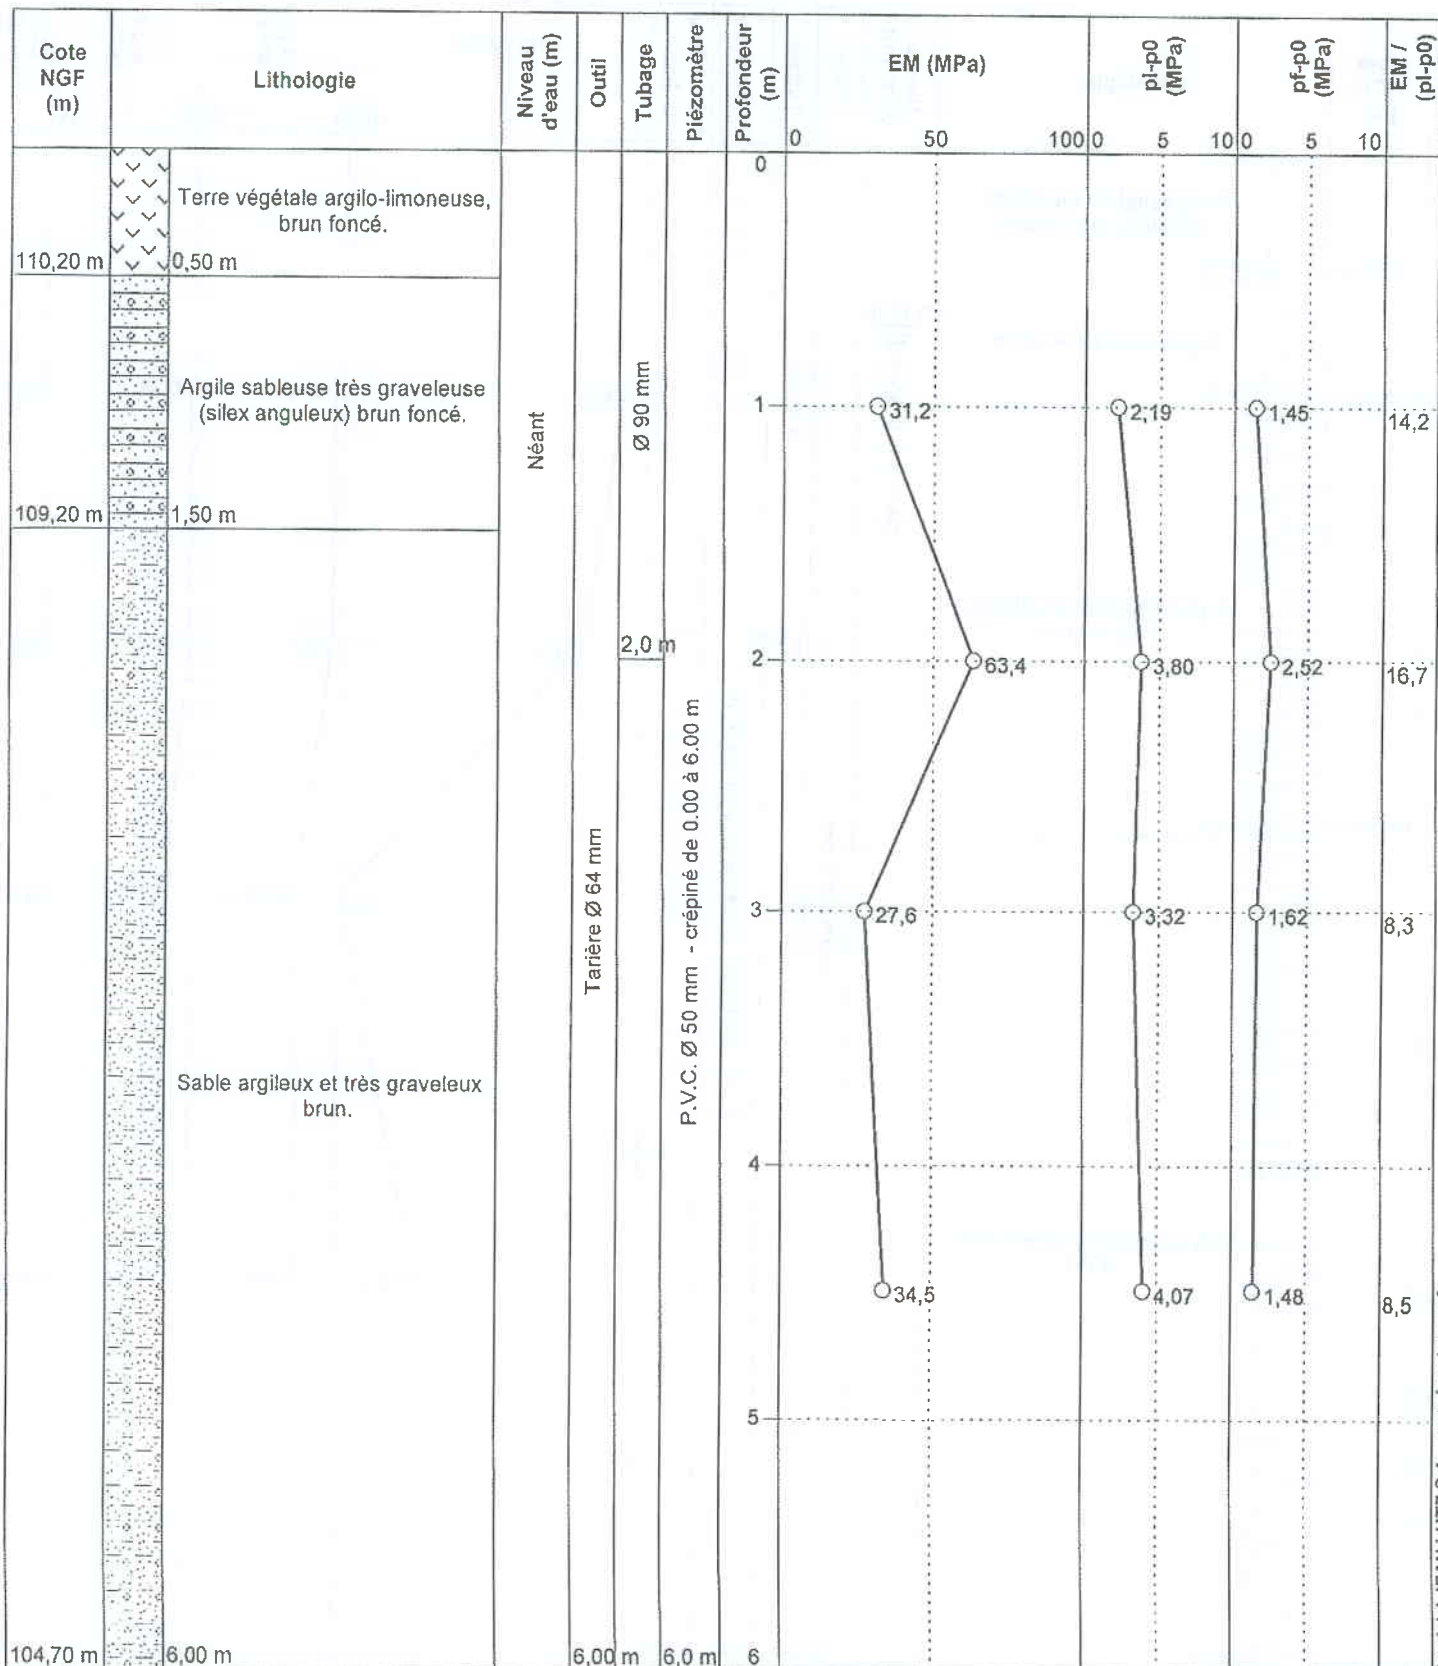 Cote
NGF
(m)
Lithologie
Niveau
d'eau (m)
Outil
Tubage
Piézomètre
Profondeur
(m)
EM (MPa)
pl-p0
(MPa)
pf-p0
(MPa)
EM /
(pl-p0)
0 50 100 0 5 10 0 5 10
0
Terre végétale argilo-limoneuse,
brun foncé.
110,20 m 0,50 m
Argile sableuse très graveleuse
(silex anguleux) brun foncé.
Néant
Ø 90 mm
1 31,2 2,19 1,45 14,2
109,20 m 1,50 m
2,0 m
2 63,4 3,80 2,52 16,7
Tarière Ø 64 mm
P.V.C. Ø 50 mm - crépiné de 0.00 à 6.00 m
3 27,6 3,32 1,62 8,3
Sable argileux et très graveleux
brun.
4
34,5 4,07 1,48 8,5
5
104,70 m 6,00 m 6,00 m 6,0 m 6